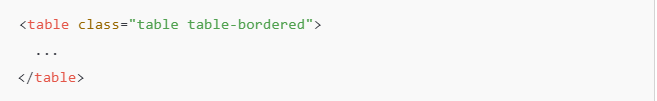 <table class="table table-bordered">
...
</table>